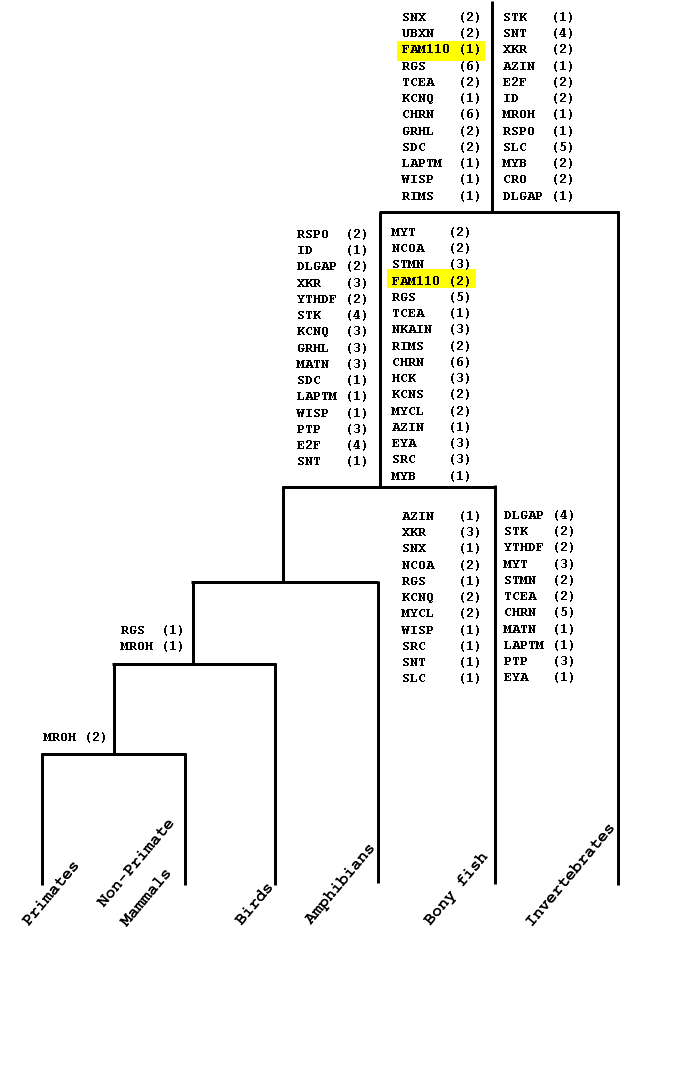 SNX (2) STK (1)
UBXN (2) SNT (4)
FAM110 (1) XKR (2)
RGS (6) AZIN (1)
TCEA (2) E2F (2)
KCNQ (1) ID (2)
CHRN (6) MROH (1)
GRHL (2) RSPO (1)
SDC (2) SLC (5)
LAPTM (1) MYB (2)
WISP (1) CRO (2)
RIMS (1) DLGAP (1)
RSPO (2) MYT (2)
ID (1) NCOA (2)
DLGAP (2) STMN (3)
XKR (3) FAM110 (2)
YTHDF (2) RGS (5)
STK (4) TCEA (1)
KCNQ (3) NKAIN (3)
GRHL (3) RIMS (2)
MATN (3) CHRN (6)
SDC (1) HCK (3)
LAPTM (1) KCNS (2)
WISP (1) MYCL (2)
PTP (3) AZIN (1)
E2F (4) EYA (3)
SNT (1) SRC (3)
MYB (1)
AZIN (1) DLGAP (4)
XKR (3) STK (2)
SNX (1) YTHDF (2)
NCOA (2) MYT (3)
RGS (1) STMN (2)
KCNQ (2) TCEA (2)
MYCL (2) CHRN (5)
WISP (1) MATN (1)
SRC (1) LAPTM (1)
SNT (1) PTP (3)
SLC (1) EYA (1)
RGS (1)
MROH (1)
MROH (2)
Primates
Non-Primate
Mammals
Birds
Amphibians
Bony fish
Invertebrates